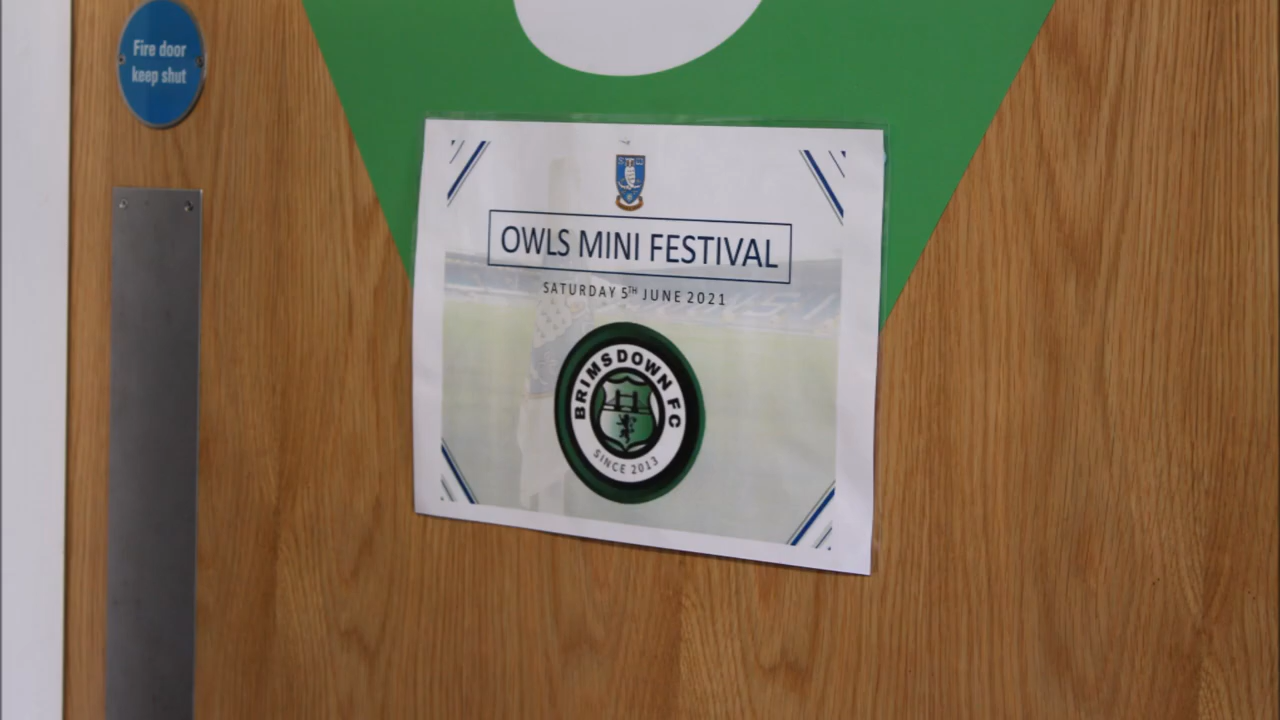 Fire door
keep shut
OWLS MINI FESTIVAL
SATURDAY 5TH JUNE 2021
BRIMSDOWN FC
SINCE 2013